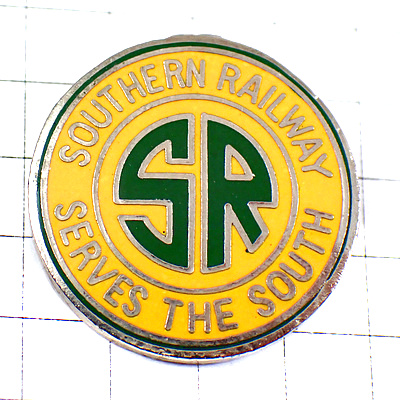 SOUTHERN RAILWAY
SR
SERVES THE SOUTH